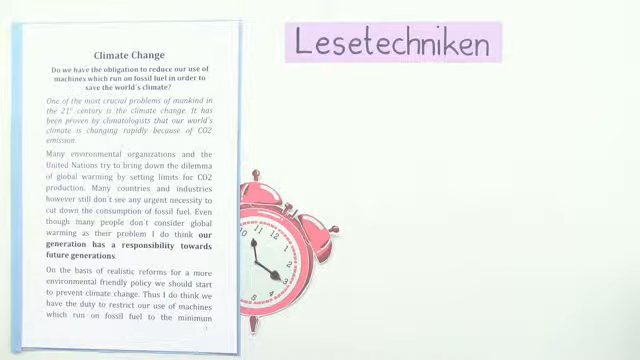 Lesetechniken
Climate Change
Do we have the obligation to reduce our use of
machines which run on fossil fuel in order to
save the world´s climate?
One of the most crucial problems of mankind in
the 21st century is the climate change. It has
been proven by climatologists that our world's
climate is changing rapidly because of CO2
emission.
Many environmental organizations and the
United Nations try to bring down the dilemma
of global warming by setting limits for CO2
production. Many countries and industries
however still don´t see any urgent necessity to
cut down the consumption of fossil fuel. Even
though many people don´t consider global
warming as their problem I do think our
generation has a responsibility towards
future generations.
On the basis of realistic reforms for a more
environmental friendly policy we should start
to prevent climate change. Thus I do think we
have the duty to restrict our use of machines
which run on fossil fuel to the minimum
10 11 12 1 2 3